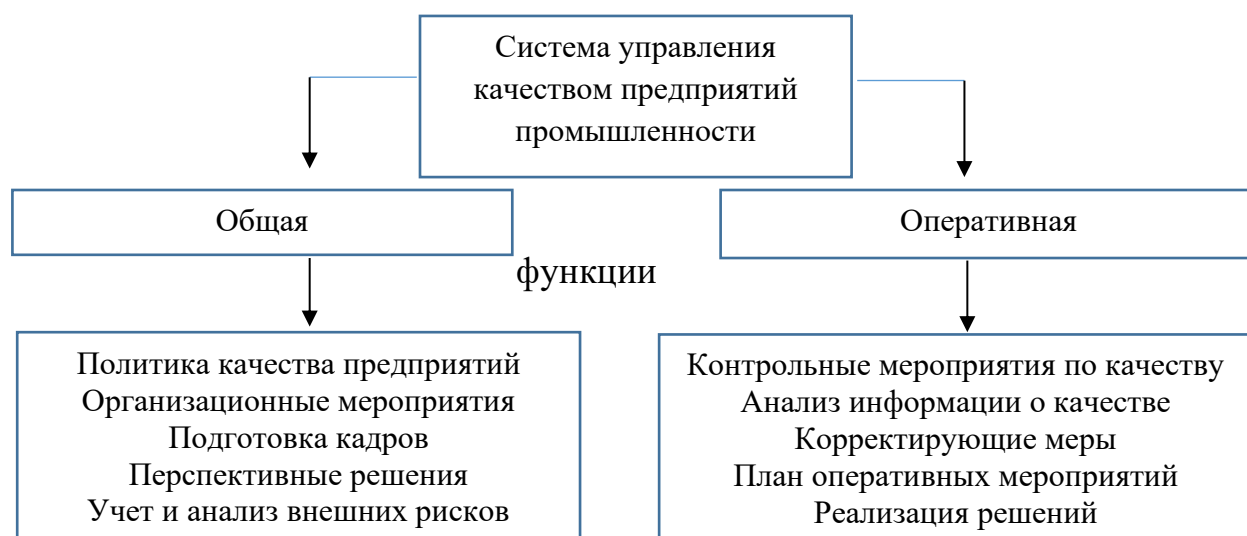 Система управления
качеством предприятий
промышленности
Общая
Оперативная
функции
Политика качества предприятий
Организационные мероприятия
Подготовка кадров
Перспективные решения
Учет и анализ внешних рисков
Контрольные мероприятия по качеству
Анализ информации о качестве
Корректирующие меры
План оперативных мероприятий
Реализация решений